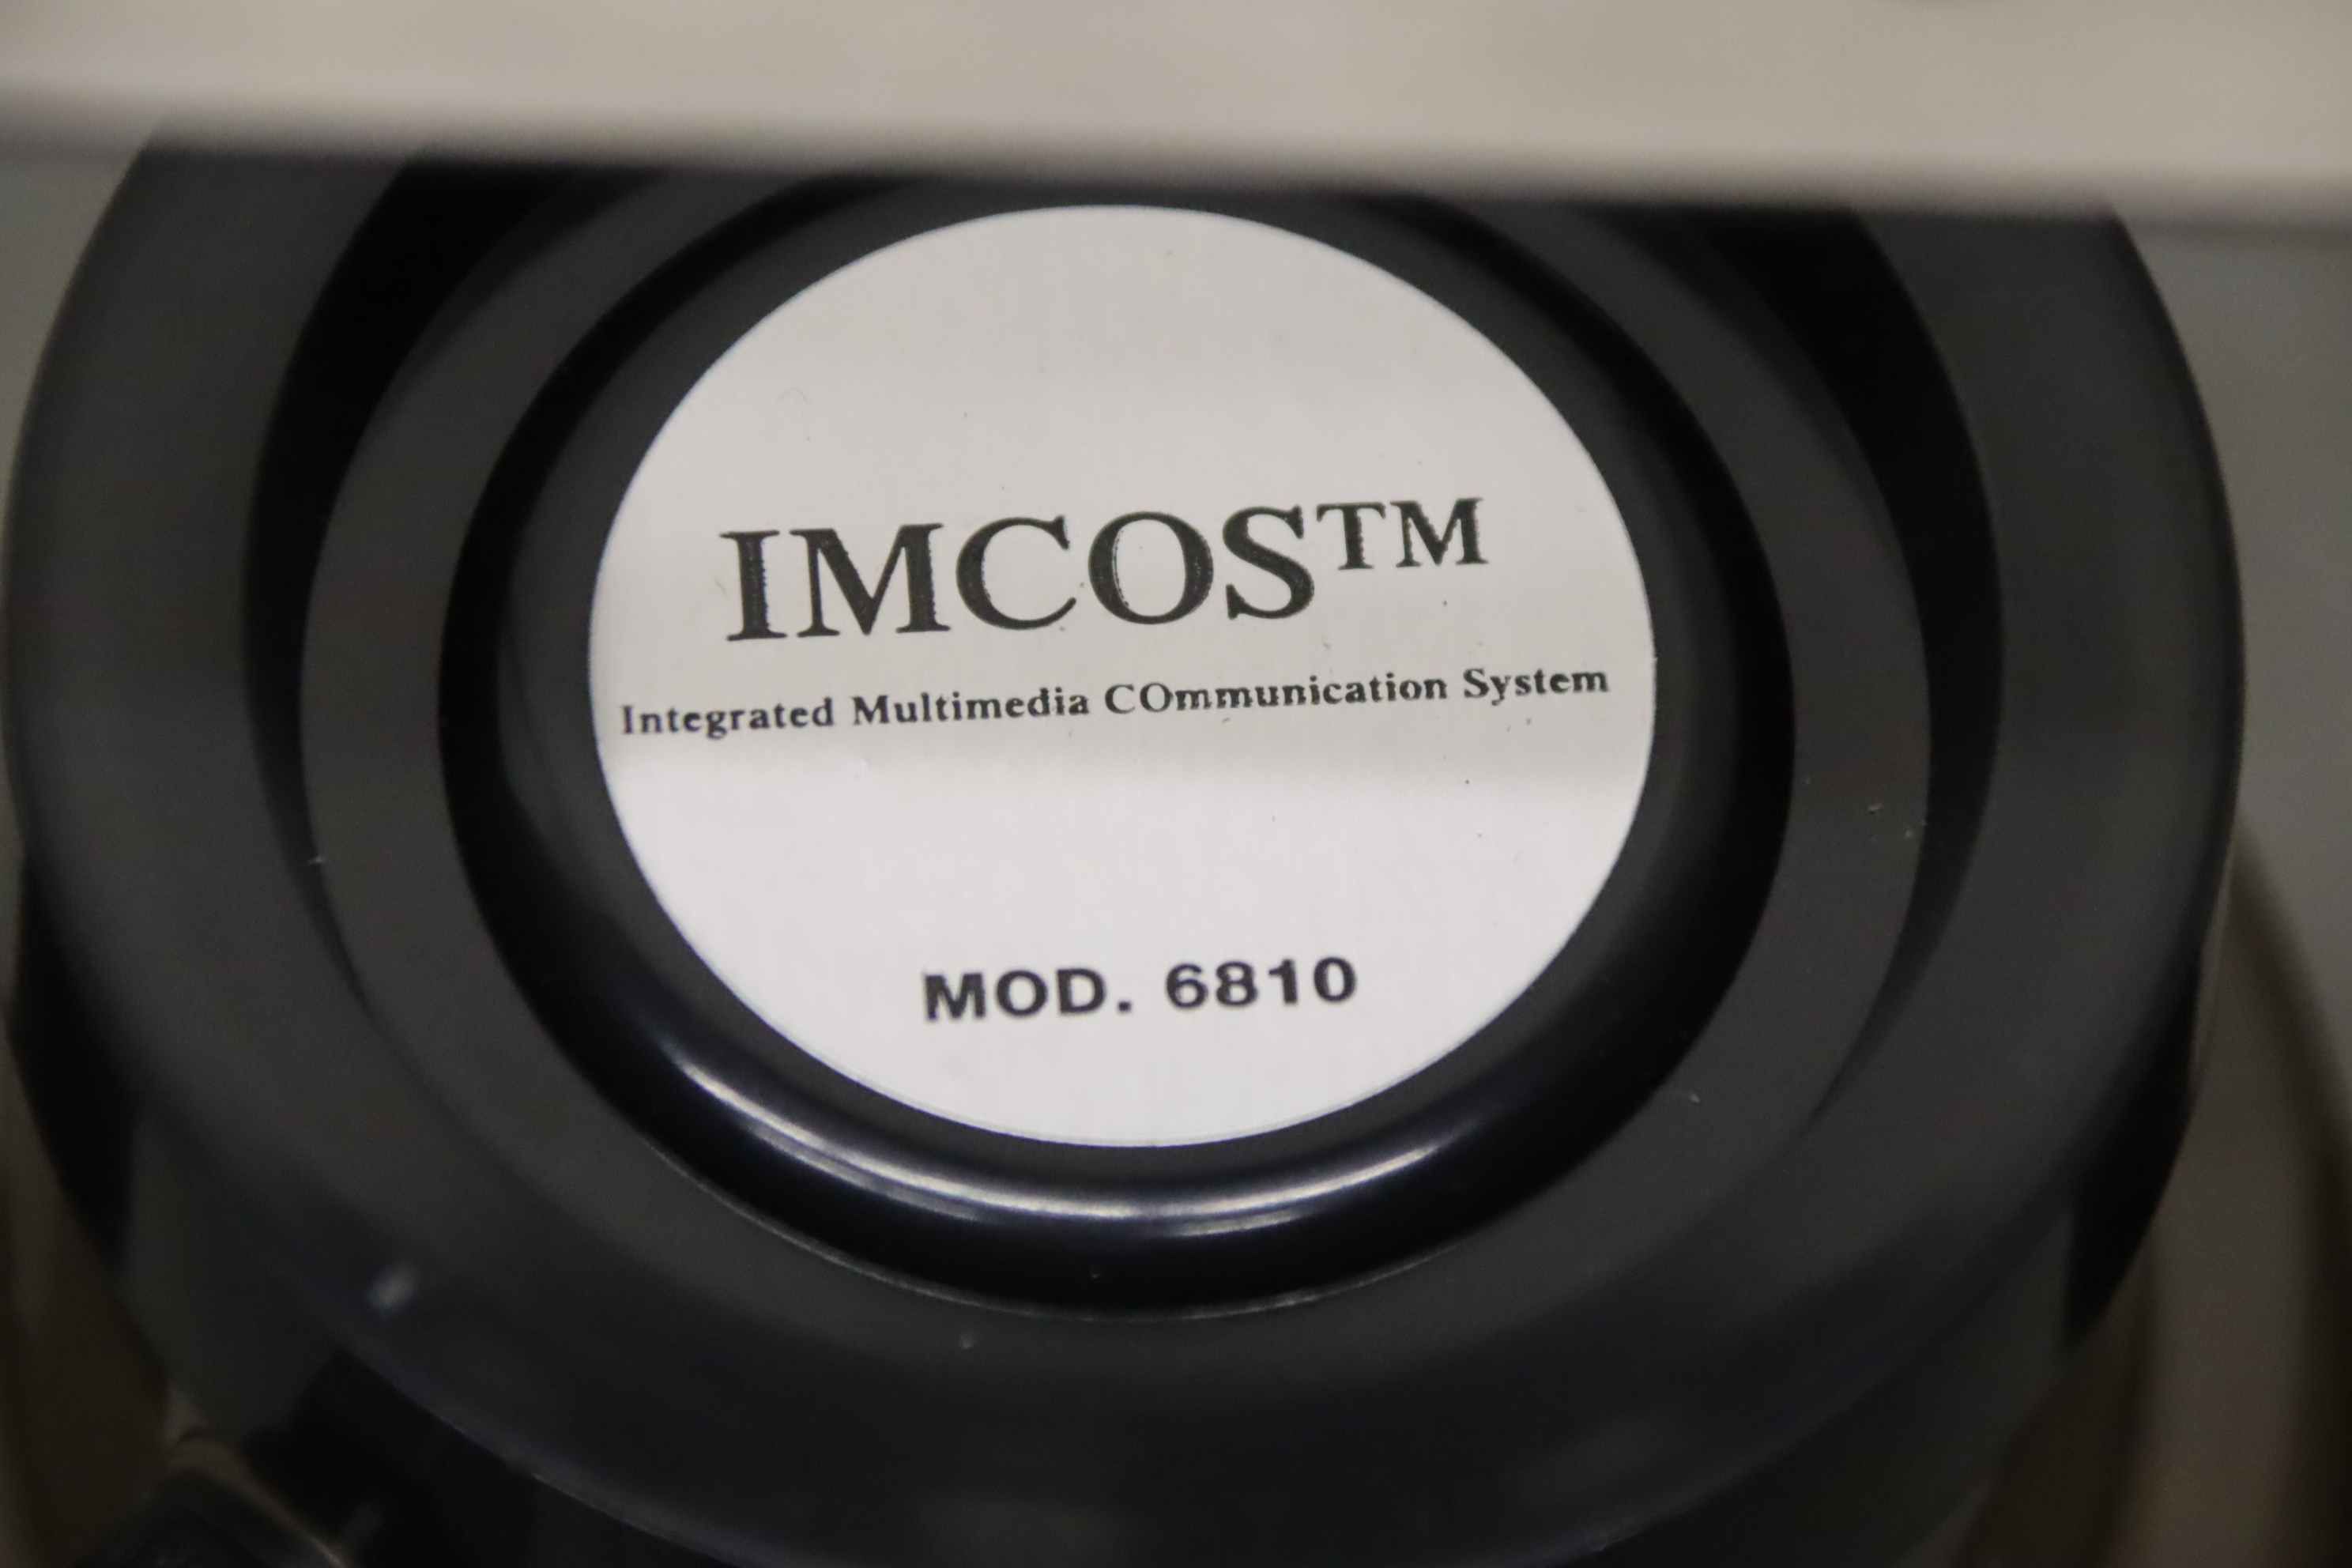 IMCOS™
Integrated Multimedia COmmunication System
MOD. 6810